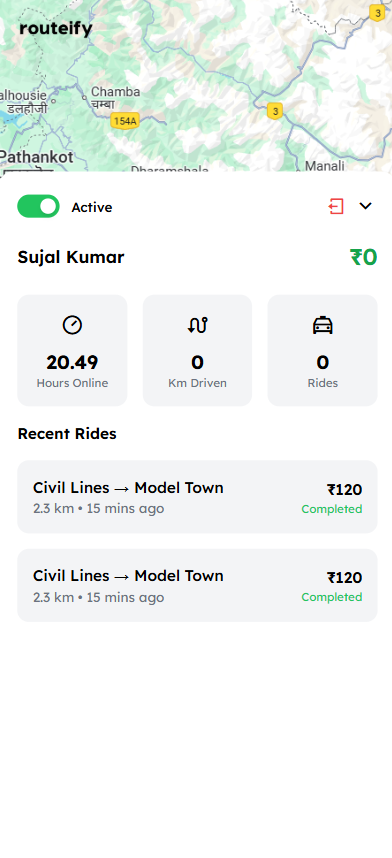 routeify
3
Chamba
चम्बा
alhousie
डलहौजी
3
154A
Pathankot
Dharamshala
Manali
Active
Sujal Kumar
₹0
20.49
Hours Online
0
Km Driven
0
Rides
Recent Rides
Civil Lines → Model Town
₹120
2.3 km • 15 mins ago
Completed
Civil Lines → Model Town
₹120
2.3 km • 15 mins ago
Completed